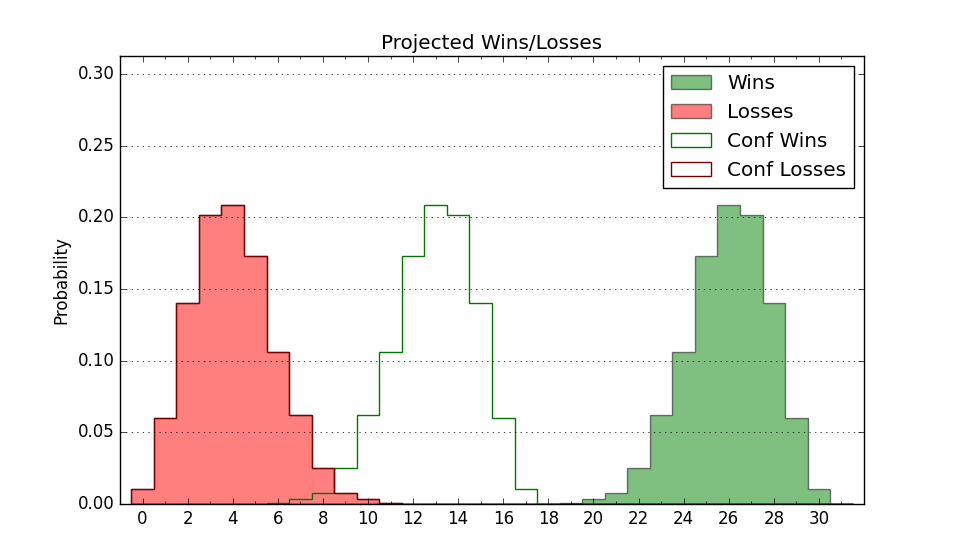 Projected Wins/Losses
0.30
0.25
0.20
0.15
0.10
0.05
0.00
Probability
Wins
Losses
Conf Wins
Conf Losses
0 2 4 6 8 10 12 14 16 18 20 22 24 26 28 30